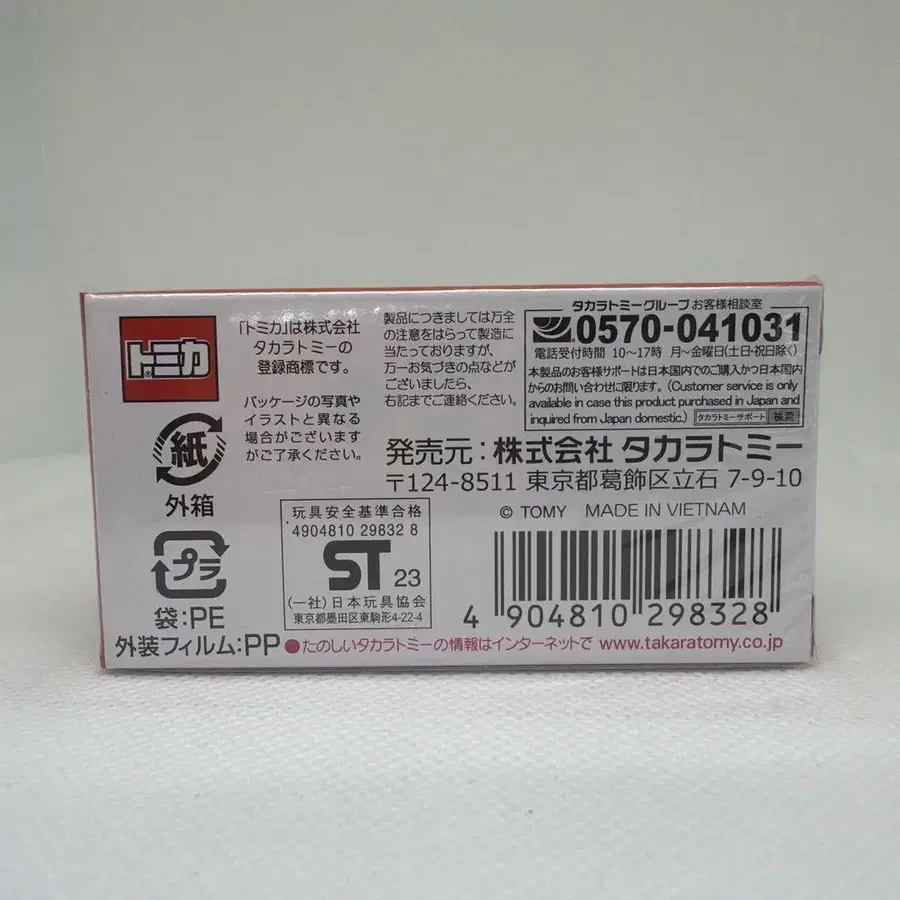 トミカ®
「トミカ」は株式会社
タカラトミーの
登録商標です。
パッケージの写真や
イラストと異なる
場合がございます
がご了承ください。
製品につきましては万全
の注意をはらって製造に
当たっておりますが、
万一お気づきの点などが
ございましたら、
右記までご連絡ください。
タカラトミーグループ お客様相談室
0570-041031
電話受付時間 10〜17時 月〜金曜日(土日・祝日除く)
本製品のお客様サポートは日本国内でのご購入かつ日本国内
からのお問い合わせに限ります。(Customer service is only
available in case this product purchased in Japan and
inquired from Japan domestic.) タカラトミーサポート 検索
発売元:株式会社 タカラトミー
〒124-8511 東京都葛飾区立石 7-9-10
紙
外箱
プラ
袋:PE
外装フィルム:PP
玩具安全基準合格
4904810 29832 8
ST 23
(一社)日本玩具協会
東京都墨田区東駒形4-22-4
© TOMY MADE IN VIETNAM
4 904810 298328
●たのしいタカラトミーの情報はインターネットで www.takaratomy.co.jp